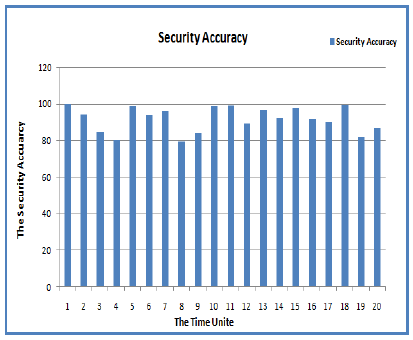 Security Accuracy
Security Accuracy
The Security Accuarcy
120
100
80
60
40
20
0
1 2 3 4 5 6 7 8 9 10 11 12 13 14 15 16 17 18 19 20
The Time Unite